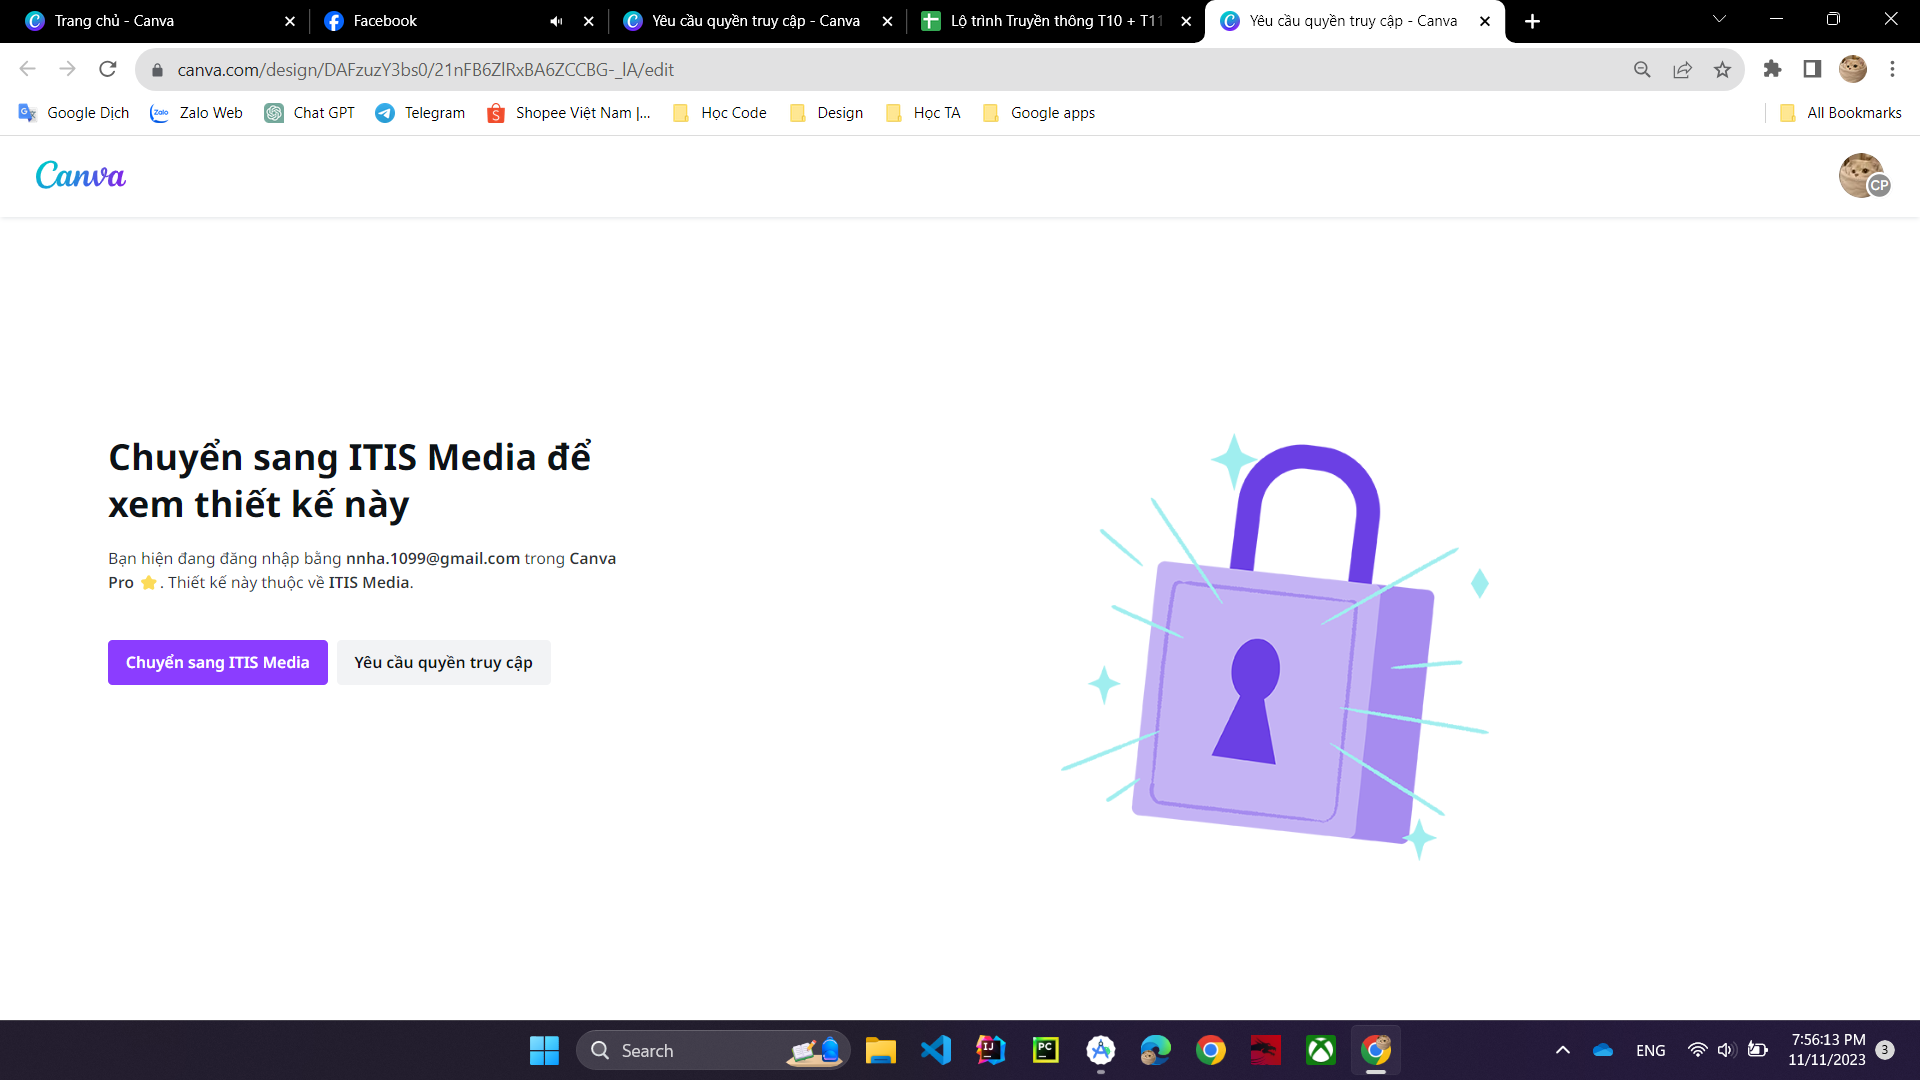 Trang chủ - Canva
Facebook
Yêu cầu quyền truy cập - Canva
Lộ trình Truyền thông T10 + T11
Yêu cầu quyền truy cập - Canva
canva.com/design/DAFzuzY3bs0/21nFB6ZlRxBA6ZCCBG-_lA/edit
Google Dịch
Zalo Web
Chat GPT
Telegram
Shopee Việt Nam |...
Học Code
Design
Học TA
Google apps
All Bookmarks
Canva
CP
Chuyển sang ITIS Media để
xem thiết kế này
Bạn hiện đang đăng nhập bằng nnha.1099@gmail.com trong Canva
Pro ⭐. Thiết kế này thuộc về ITIS Media.
Chuyển sang ITIS Media
Yêu cầu quyền truy cập
Search
ENG
7:56:13 PM
11/11/2023
3